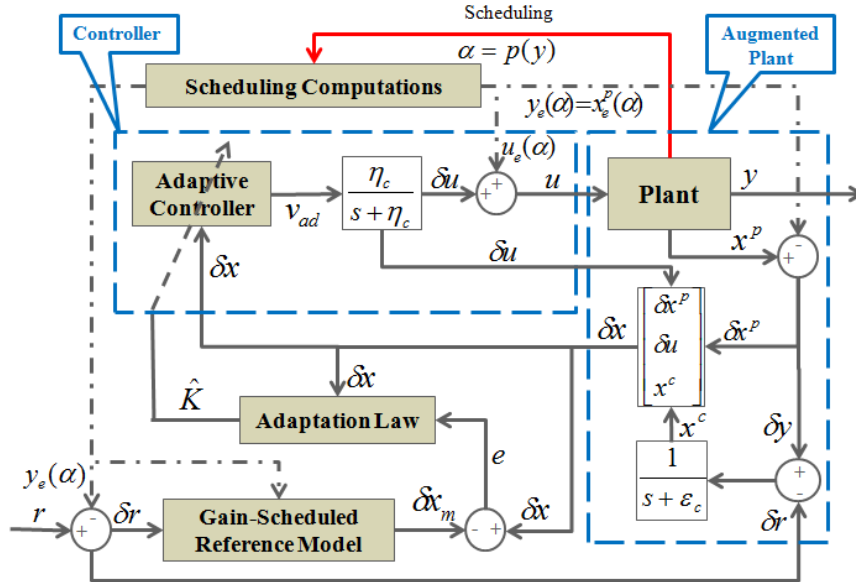 Scheduling
Controller
α = p(y)
Augmented
Plant
Scheduling Computations
y_e(α)=x_e^p(α)
u_e(α)
Adaptive
Controller
v_ad
η_c
s + η_c
δu
+
+
u
Plant
y
x^p
+
-
δu
δx
δx^p
δu
x^c
δx
δx^p
δx
K̂
Adaptation Law
x^c
δy
e
1
s + ε_c
+
-
y_e(α)
r
+
-
δr
Gain-Scheduled
Reference Model
δx_m
-
+
δx
δr